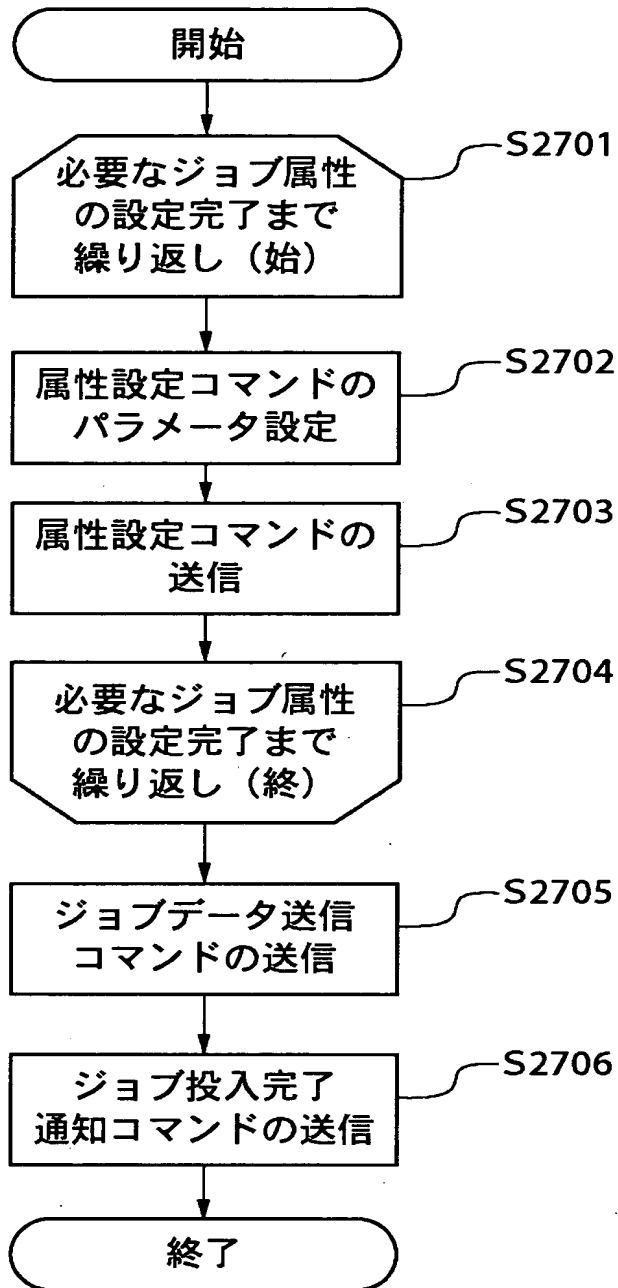 開始
必要なジョブ属性
の設定完了まで
繰り返し（始）
S2701
属性設定コマンドの
パラメータ設定
S2702
属性設定コマンドの
送信
S2703
必要なジョブ属性
の設定完了まで
繰り返し（終）
S2704
ジョブデータ送信
コマンドの送信
S2705
ジョブ投入完了
通知コマンドの送信
S2706
終了